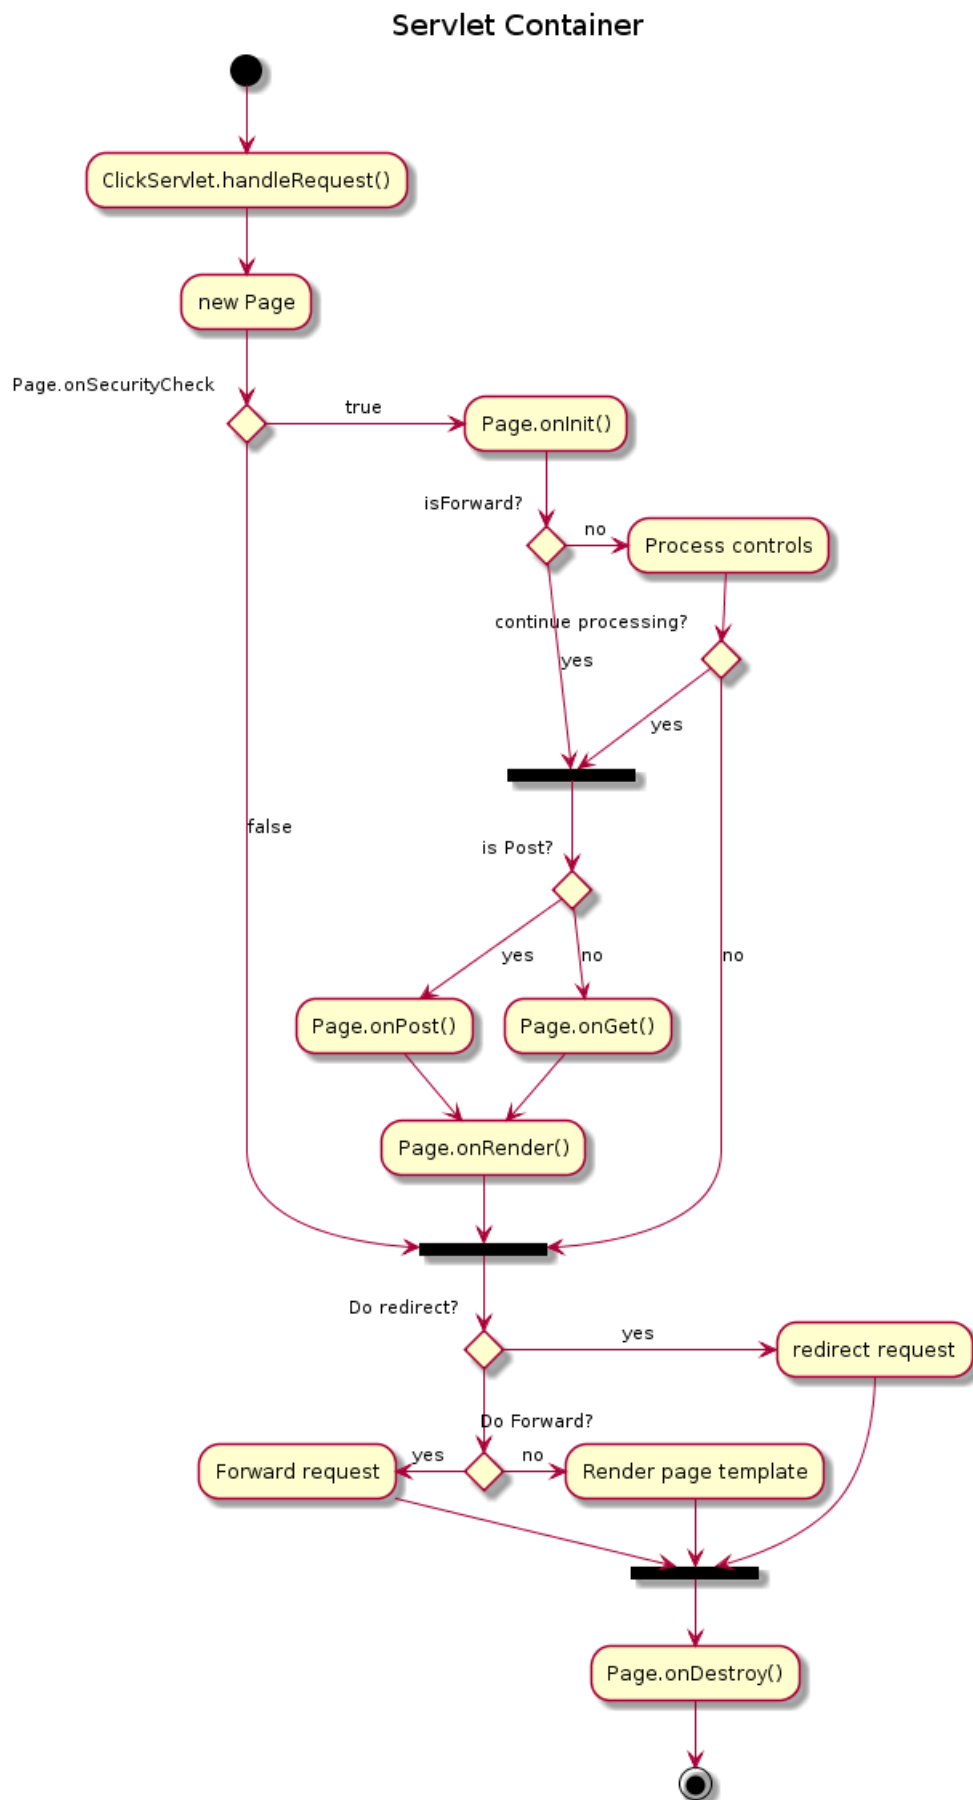 Servlet Container
ClickServlet.handleRequest()
new Page
Page.onSecurityCheck
true
Page.onInit()
isForward?
no
Process controls
continue processing?
yes
yes
false
is Post?
yes
no
no
Page.onPost()
Page.onGet()
Page.onRender()
Do redirect?
yes
redirect request
Do Forward?
yes
no
Forward request
Render page template
Page.onDestroy()